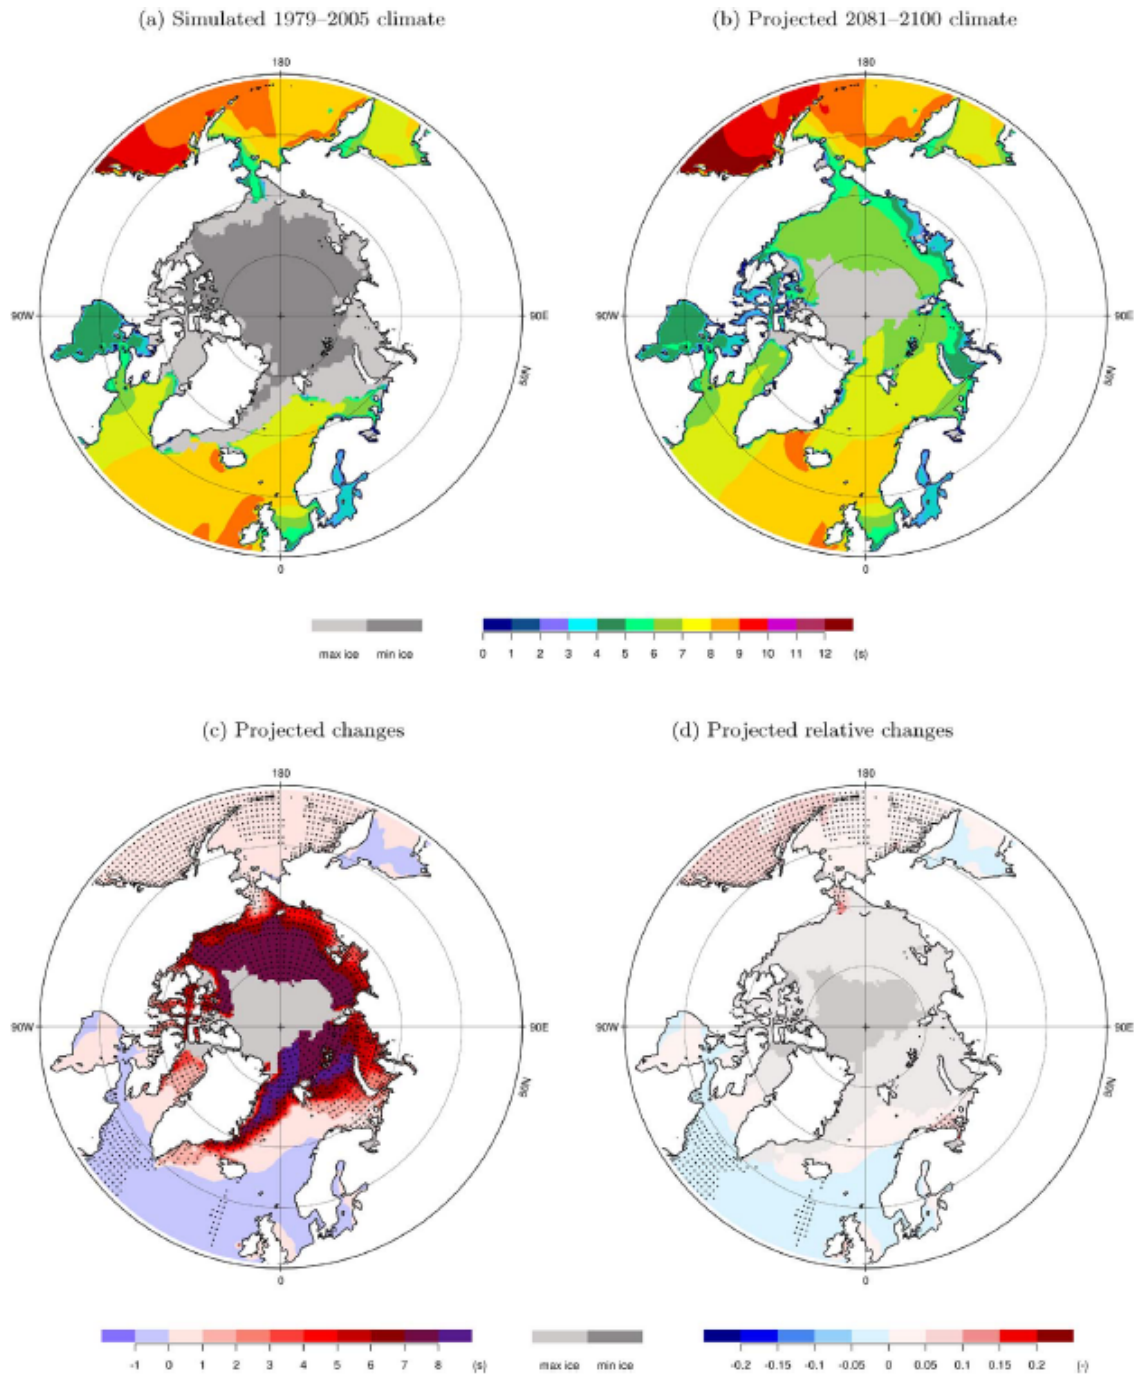 (a) Simulated 1979–2005 climate
(b) Projected 2081–2100 climate
180
180
90W
90E
90W
90E
60N
60N
0
0
max ice
min ice
0 1 2 3 4 5 6 7 8 9 10 11 12 (s)
(c) Projected changes
(d) Projected relative changes
180
180
90W
90E
90W
90E
60N
60N
0
0
-1 0 1 2 3 4 5 6 7 8 (s)
max ice
min ice
-0.2 -0.15 -0.1 -0.05 0 0.05 0.1 0.15 0.2 (-)